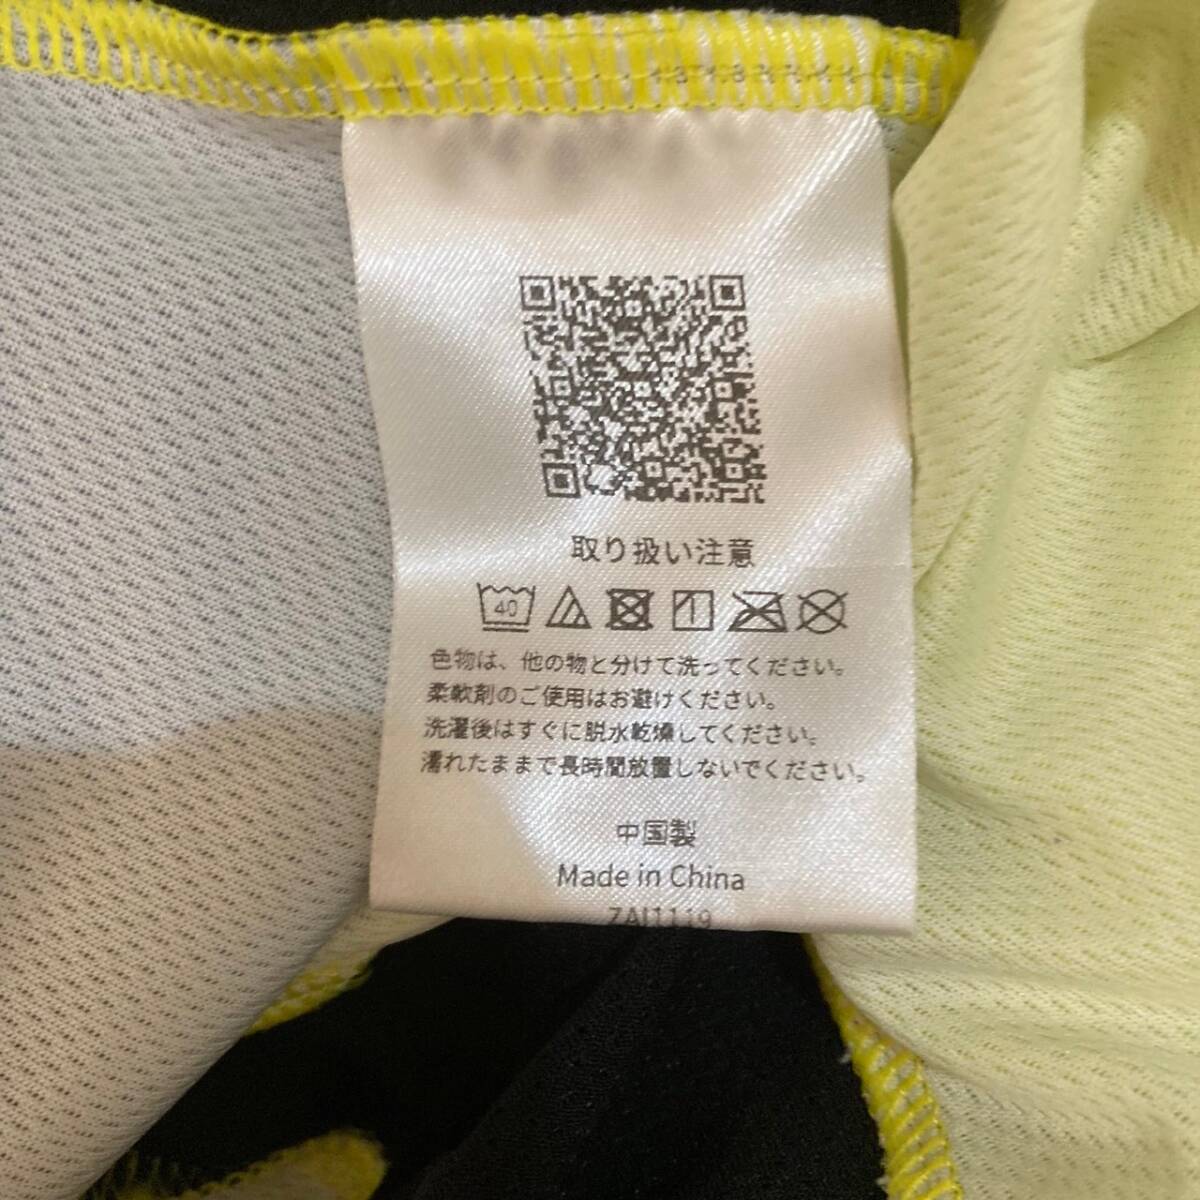 取り扱い注意
40
1
色物は、他の物と分けて洗ってください。
柔軟剤のご使用はお避けください。
洗濯後はすぐに脱水乾燥してください。
濡れたままで長時間放置しないでください。
中国製
Made in China